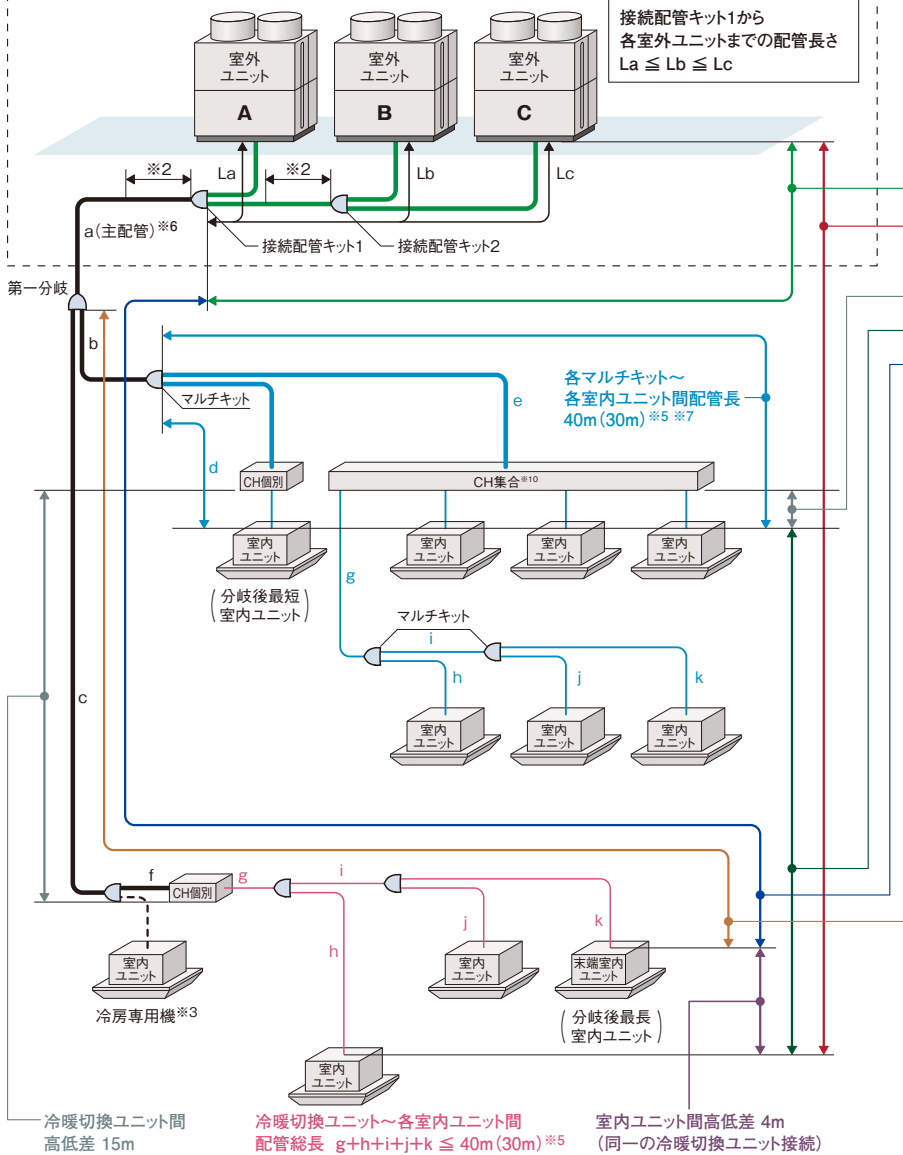 接続配管キット1から
各室外ユニットまでの配管長さ
La ≦ Lb ≦ Lc
室外
ユニット
A
室外
ユニット
B
室外
ユニット
C
※2
La
※2
Lb
Lc
a(主配管)※6
接続配管キット1
接続配管キット2
第一分岐
b
マルチキット
e
各マルチキット～
各室内ユニット間配管長
40m(30m)※5 ※7
d
CH個別
CH集合※10
室内
ユニット
室内
ユニット
室内
ユニット
室内
ユニット
(分岐後最短
室内ユニット)
g
マルチキット
i
h
j
k
c
室内
ユニット
室内
ユニット
室内
ユニット
f
CH個別
g
i
h
j
k
室内
ユニット
冷房専用機※3
室内
ユニット
末端室内
ユニット
(分岐後最長
室内ユニット)
室内
ユニット
冷暖切換ユニット間
高低差 15m
冷暖切換ユニット～各室内ユニット間
配管総長 g+h+i+j+k ≦ 40m(30m)※5
室内ユニット間高低差 4m
(同一の冷暖切換ユニット接続)